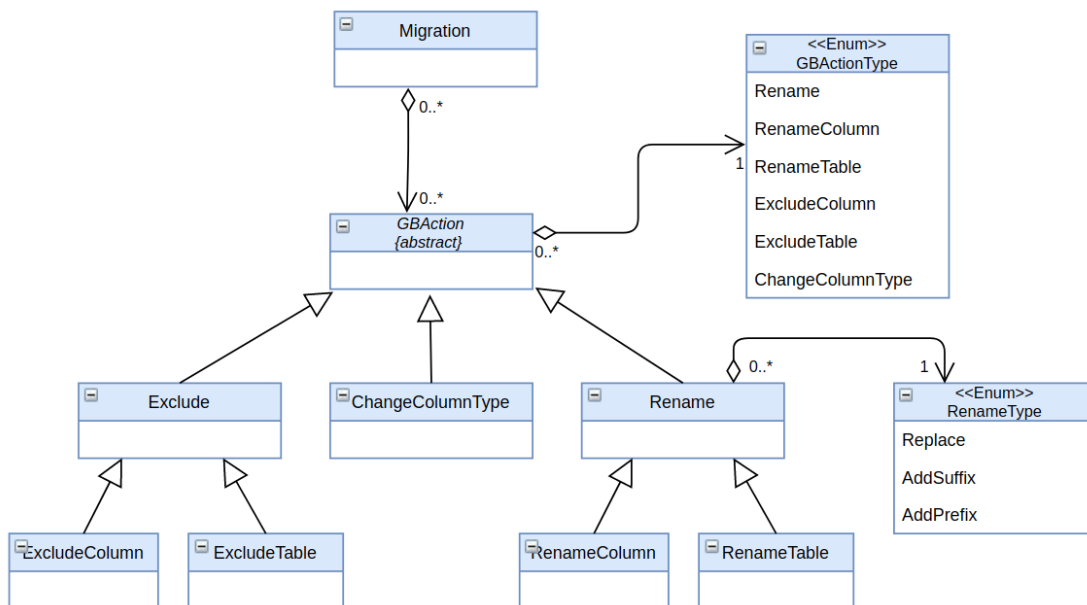 Migration
<<Enum>>
GBActionType
Rename
RenameColumn
RenameTable
ExcludeColumn
ExcludeTable
ChangeColumnType
0..*
0..*
1
GBAction
{abstract}
0..*
0..*
1
Exclude
ChangeColumnType
Rename
<<Enum>>
RenameType
Replace
AddSuffix
AddPrefix
ExcludeColumn
ExcludeTable
RenameColumn
RenameTable